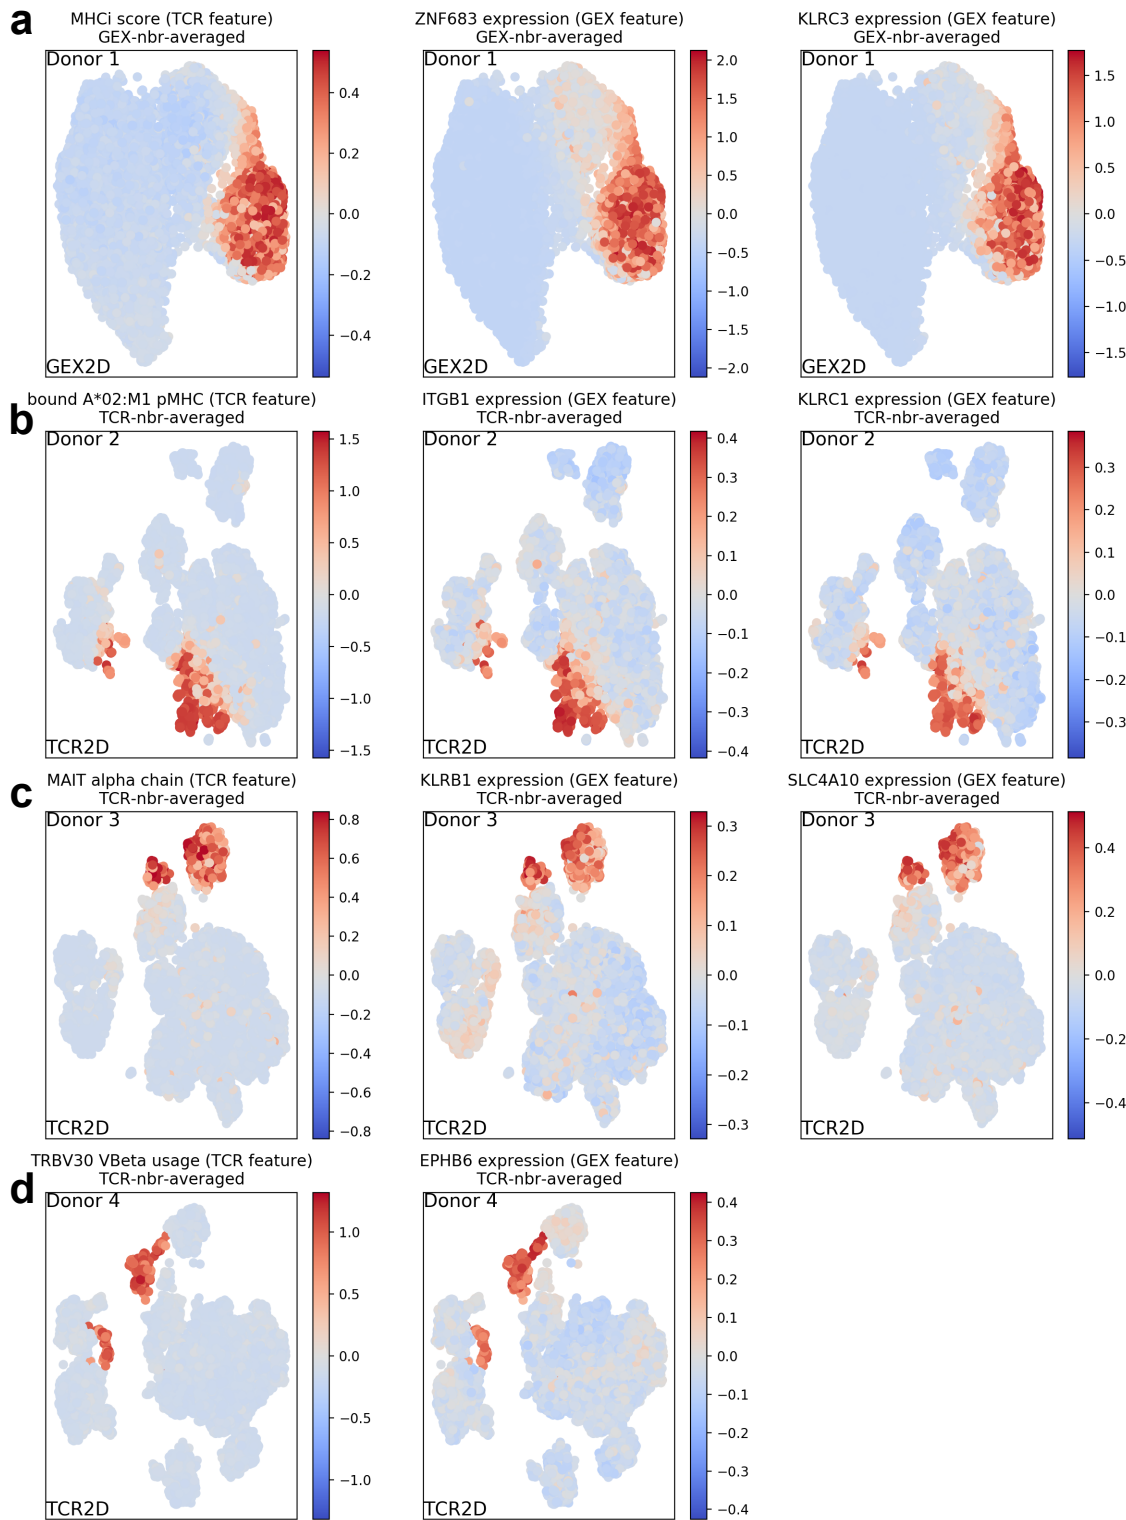 a
MHCi score (TCR feature)
GEX-nbr-averaged
Donor 1
GEX2D
0.4
0.2
0.0
−0.2
−0.4
ZNF683 expression (GEX feature)
GEX-nbr-averaged
Donor 1
GEX2D
2.0
1.5
1.0
0.5
0.0
−0.5
−1.0
−1.5
−2.0
KLRC3 expression (GEX feature)
GEX-nbr-averaged
Donor 1
GEX2D
1.5
1.0
0.5
0.0
−0.5
−1.0
−1.5
b
bound A*02:M1 pMHC (TCR feature)
TCR-nbr-averaged
Donor 2
TCR2D
1.5
1.0
0.5
0.0
−0.5
−1.0
−1.5
ITGB1 expression (GEX feature)
TCR-nbr-averaged
Donor 2
TCR2D
0.4
0.3
0.2
0.1
0.0
−0.1
−0.2
−0.3
−0.4
KLRC1 expression (GEX feature)
TCR-nbr-averaged
Donor 2
TCR2D
0.3
0.2
0.1
0.0
−0.1
−0.2
−0.3
c
MAIT alpha chain (TCR feature)
TCR-nbr-averaged
Donor 3
TCR2D
0.8
0.6
0.4
0.2
0.0
−0.2
−0.4
−0.6
−0.8
KLRB1 expression (GEX feature)
TCR-nbr-averaged
Donor 3
TCR2D
0.3
0.2
0.1
0.0
−0.1
−0.2
−0.3
SLC4A10 expression (GEX feature)
TCR-nbr-averaged
Donor 3
TCR2D
0.4
0.2
0.0
−0.2
−0.4
d
TRBV30 VBeta usage (TCR feature)
TCR-nbr-averaged
Donor 4
TCR2D
1.0
0.5
0.0
−0.5
−1.0
EPHB6 expression (GEX feature)
TCR-nbr-averaged
Donor 4
TCR2D
0.4
0.3
0.2
0.1
0.0
−0.1
−0.2
−0.3
−0.4